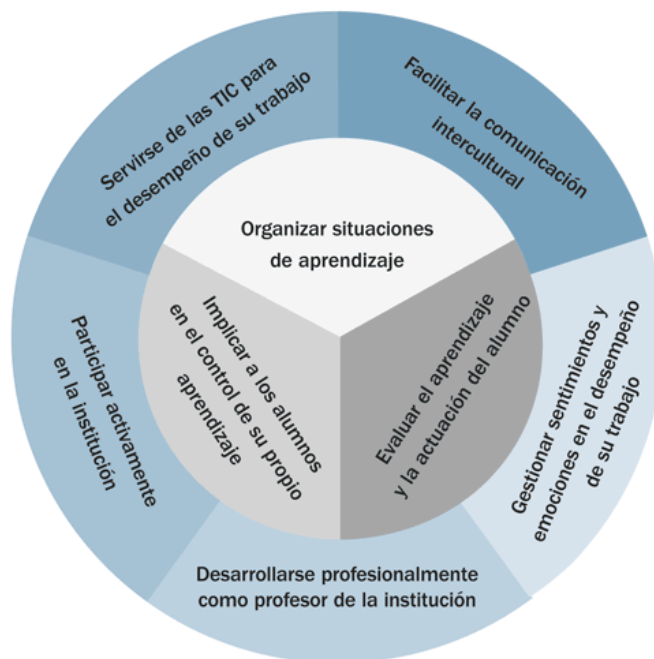 Servirse de las TIC para
el desempeño de su trabajo
Facilitar la comunicación
intercultural
Organizar situaciones
de aprendizaje
Implicar a los alumnos
en el control de su propio
aprendizaje
Evaluar el aprendizaje
y la actuación del alumno
Participar activamente
en la institución
Gestionar sentimientos y
emociones en el desempeño
de su trabajo
Desarrollarse profesionalmente
como profesor de la institución